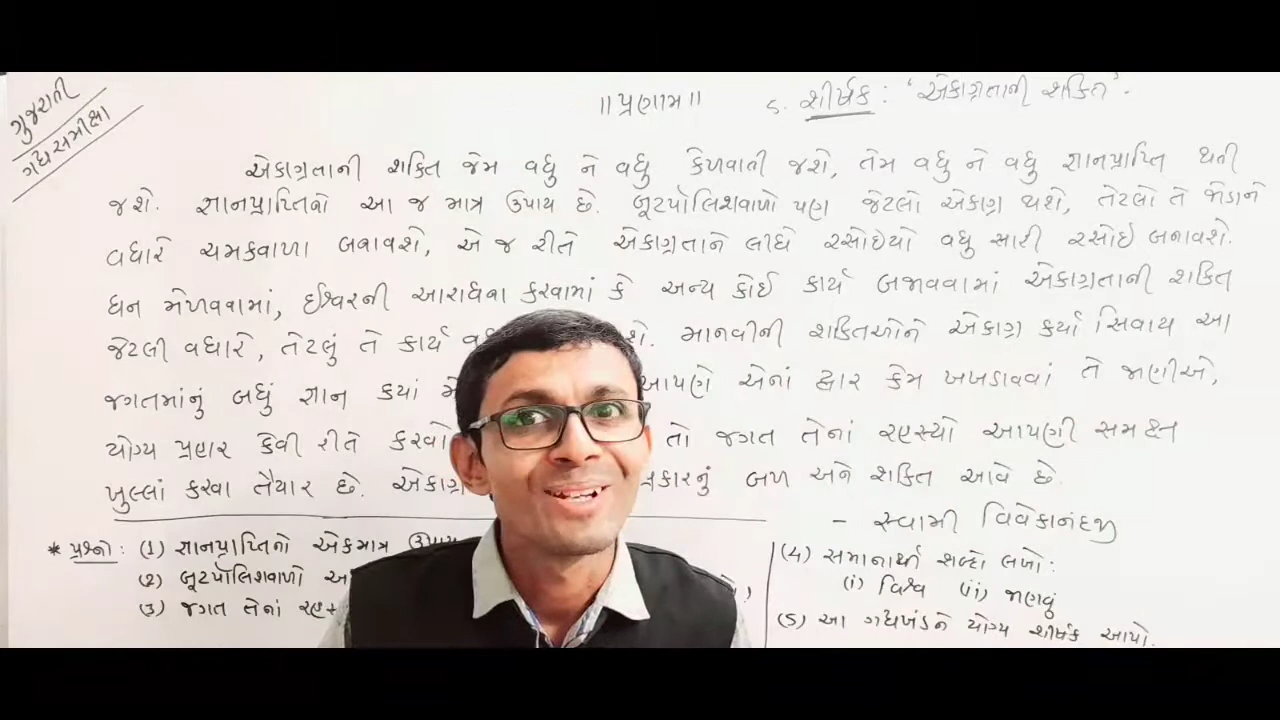 ગુજરાતી
ગદ્યસમીક્ષા
॥ પ્રણામ ॥
૬. શીર્ષક : 'એકાગ્રતાની શક્તિ'.
એકાગ્રતાની શક્તિ જેમ વધુ ને વધુ કેળવાતી જશે, તેમ વધુ ને વધુ જ્ઞાનપ્રાપ્તિ થતી
જશે. જ્ઞાનપ્રાપ્તિનો આ જ માત્ર ઉપાય છે. બૂટપૉલિશવાળો પણ જેટલો એકાગ્ર થશે, તેટલો તે જોડાને
વધારે ચમકવાળા બનાવશે, એ જ રીતે એકાગ્રતાને લીધે રસોઇયો વધુ સારી રસોઇ બનાવશે.
ધન મેળવવામાં, ઈશ્વરની આરાધના કરવામાં કે અન્ય કોઈ કાર્ય બજાવવામાં એકાગ્રતાની શક્તિ
જેટલી વધારે, તેટલું તે કાર્ય શે. માનવીની શક્તિઓને એકાગ્ર કર્યા સિવાય આ
જગતમાંનું બધું જ્ઞાન કયાં આપણે એનાં દ્વાર કેમ ખખડાવવાં તે જાણીએ,
યોગ્ય પ્રહાર કેવી રીતે કરવો તો જગત તેનાં રહસ્યો આપણી સમક્ષ
ખુલ્લાં કરવા તૈયાર છે. એકાગ્ર કારનું બળ અને શક્તિ આવે છે.
- સ્વામી વિવેકાનંદજી
* પ્રશ્નો : (1) જ્ઞાનપ્રાપ્તિનો એકમાત્ર ઉપાય
(2) બૂટપૉલિશવાળો
(3) જગત તેનાં રહસ્
(4) સમાનાર્થી શબ્દો લખો :
(i) વિશ્વ (ii) જાણવું
(5) આ ગદ્યખંડને યોગ્ય શીર્ષક આપો.